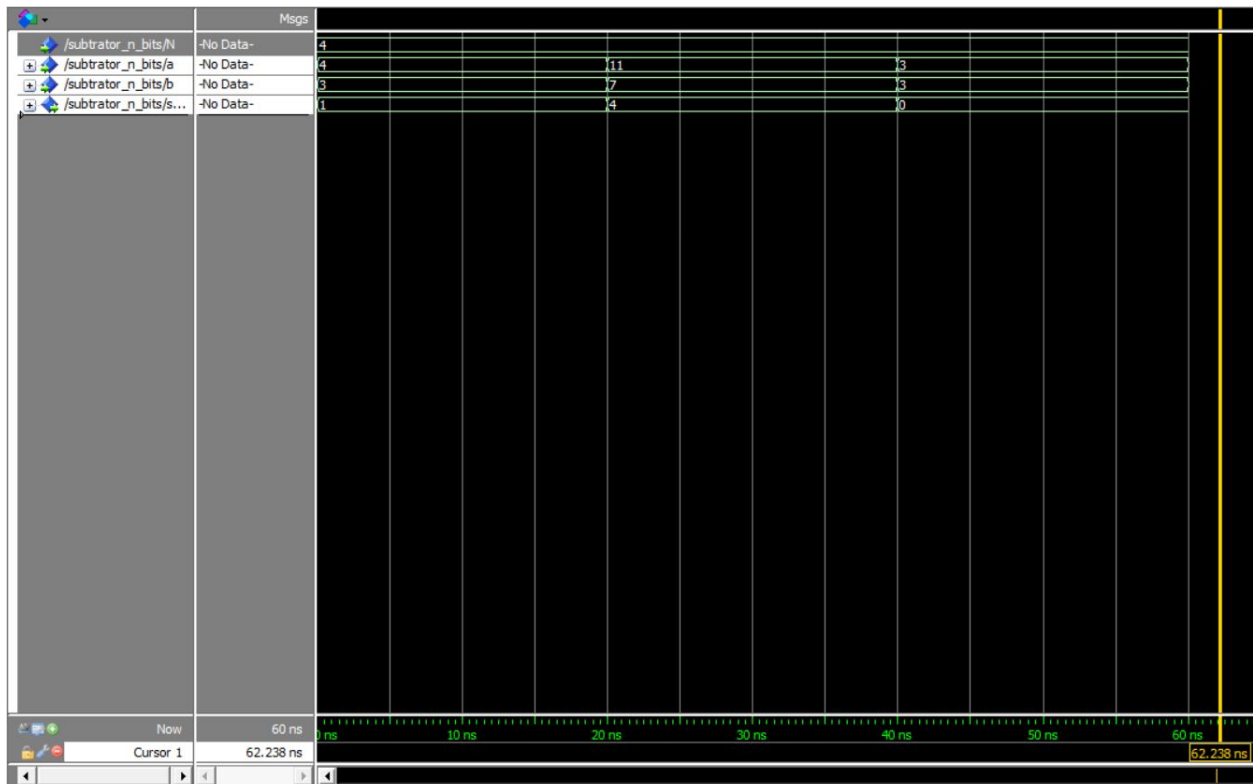 Msgs
/subtrator_n_bits/N -No Data- 4
/subtrator_n_bits/a -No Data- 4 11 3
/subtrator_n_bits/b -No Data- 3 7 3
/subtrator_n_bits/s... -No Data- 1 4 0
Now 60 ns ns 10 ns 20 ns 30 ns 40 ns 50 ns 60 ns
Cursor 1 62.238 ns 62.238 ns